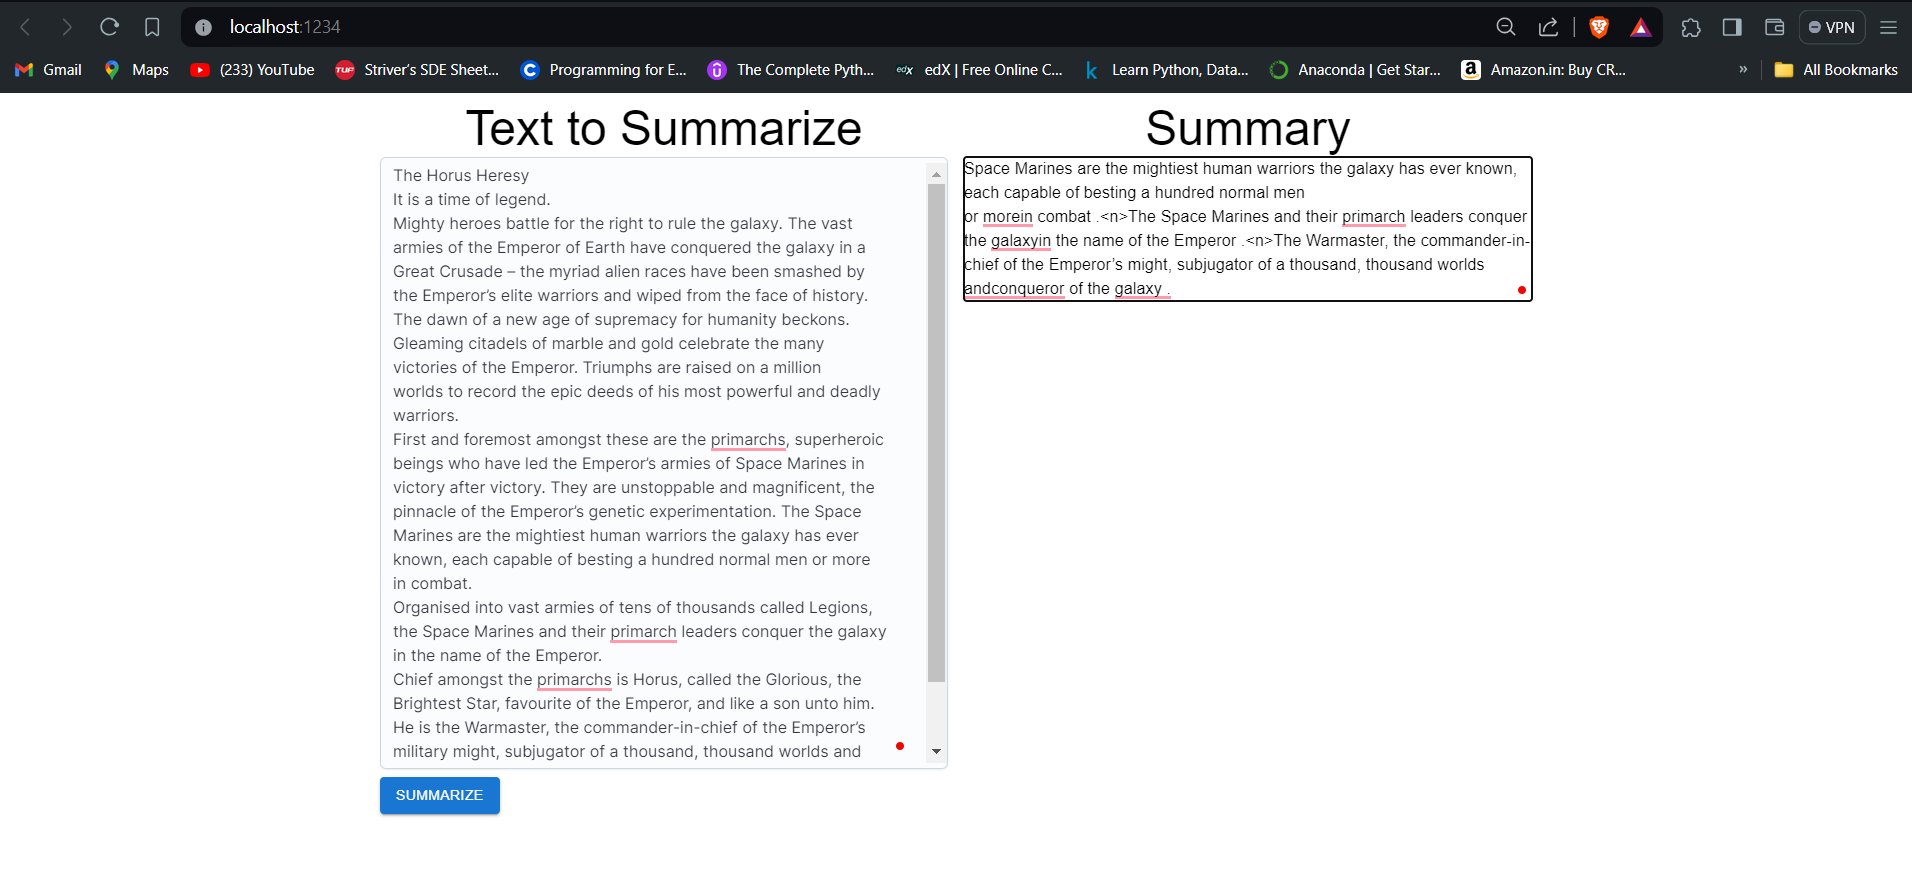 localhost:1234
VPN
Gmail
Maps
(233) YouTube
TUF
Striver's SDE Sheet...
C
Programming for E...
The Complete Pyth...
edX
edX | Free Online C...
k
Learn Python, Data...
Anaconda | Get Star...
a
Amazon.in: Buy CR...
»
All Bookmarks
Text to Summarize
The Horus Heresy
It is a time of legend.
Mighty heroes battle for the right to rule the galaxy. The vast
armies of the Emperor of Earth have conquered the galaxy in a
Great Crusade – the myriad alien races have been smashed by
the Emperor’s elite warriors and wiped from the face of history.
The dawn of a new age of supremacy for humanity beckons.
Gleaming citadels of marble and gold celebrate the many
victories of the Emperor. Triumphs are raised on a million
worlds to record the epic deeds of his most powerful and deadly
warriors.
First and foremost amongst these are the primarchs, superheroic
beings who have led the Emperor’s armies of Space Marines in
victory after victory. They are unstoppable and magnificent, the
pinnacle of the Emperor’s genetic experimentation. The Space
Marines are the mightiest human warriors the galaxy has ever
known, each capable of besting a hundred normal men or more
in combat.
Organised into vast armies of tens of thousands called Legions,
the Space Marines and their primarch leaders conquer the galaxy
in the name of the Emperor.
Chief amongst the primarchs is Horus, called the Glorious, the
Brightest Star, favourite of the Emperor, and like a son unto him.
He is the Warmaster, the commander-in-chief of the Emperor’s
military might, subjugator of a thousand, thousand worlds and
SUMMARIZE
Summary
Space Marines are the mightiest human warriors the galaxy has ever known,
each capable of besting a hundred normal men
or morein combat .<n>The Space Marines and their primarch leaders conquer
the galaxyin the name of the Emperor .<n>The Warmaster, the commander-in-
chief of the Emperor’s might, subjugator of a thousand, thousand worlds
andconqueror of the galaxy .